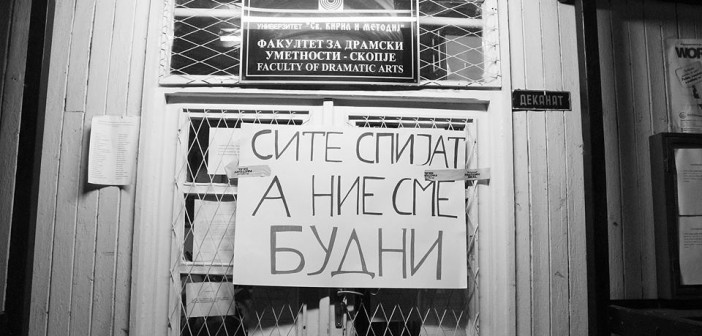 УНИВЕРЗИТЕТ "СВ. КИРИЛ И МЕТОДИЈ"
ФАКУЛТЕТ ЗА ДРАМСКИ
УМЕТНОСТИ - СКОПЈЕ
FACULTY OF DRAMATIC ARTS
ДЕКАНАТ
СИТЕ СПИЈАТ
А НИЕ СМЕ
БУДНИ